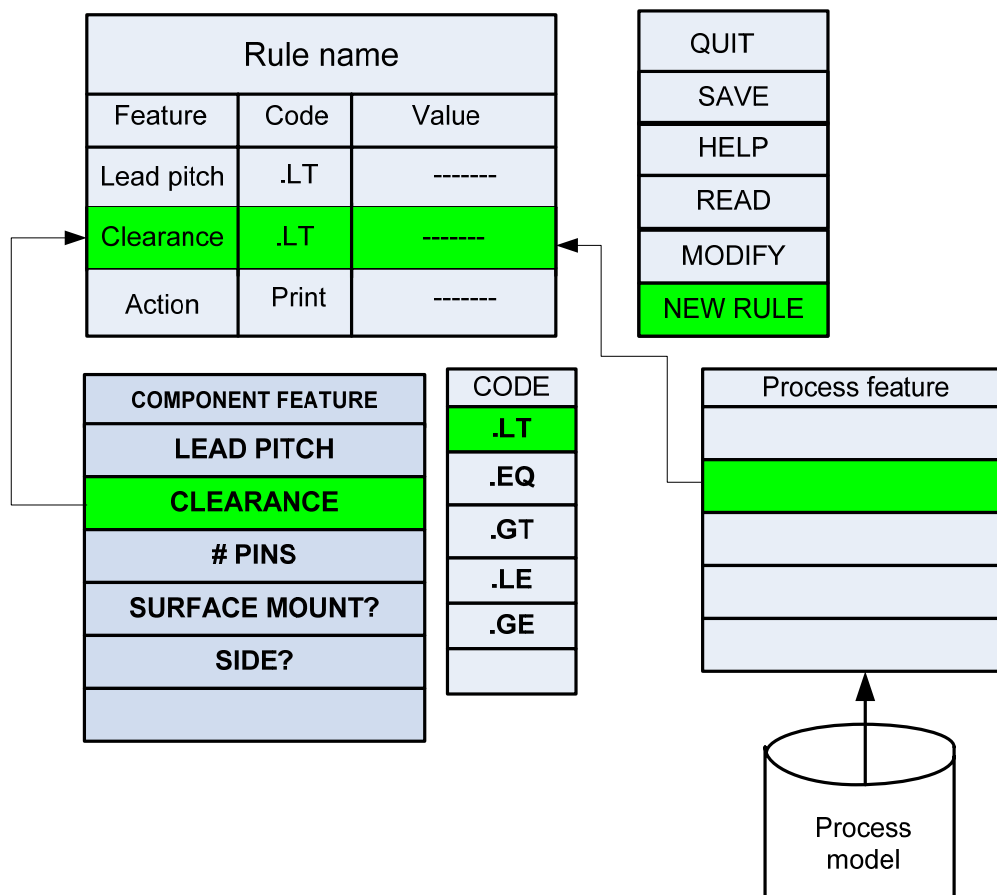 Rule name
Feature Code Value
Lead pitch .LT -------
Clearance .LT -------
Action Print -------
QUIT
SAVE
HELP
READ
MODIFY
NEW RULE
COMPONENT FEATURE
LEAD PITCH
CLEARANCE
# PINS
SURFACE MOUNT?
SIDE?
CODE
.LT
.EQ
.GT
.LE
.GE
Process feature
Process
model